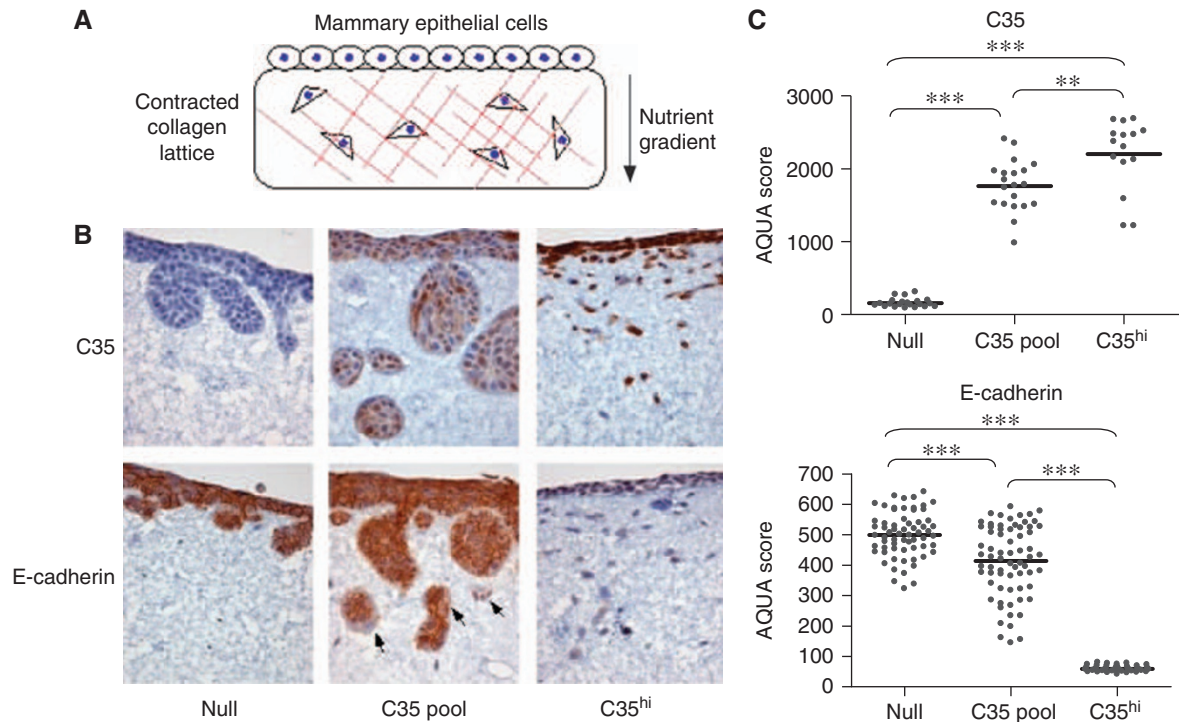 A
Mammary epithelial cells
Contracted
collagen
lattice
Nutrient
gradient
B
C35
E-cadherin
Null
C35 pool
C35hi
C
C35
***
***
**
AQUA score
3000
2000
1000
0
Null
C35 pool
C35hi
E-cadherin
***
***
***
AQUA score
700
600
500
400
300
200
100
0
Null
C35 pool
C35hi